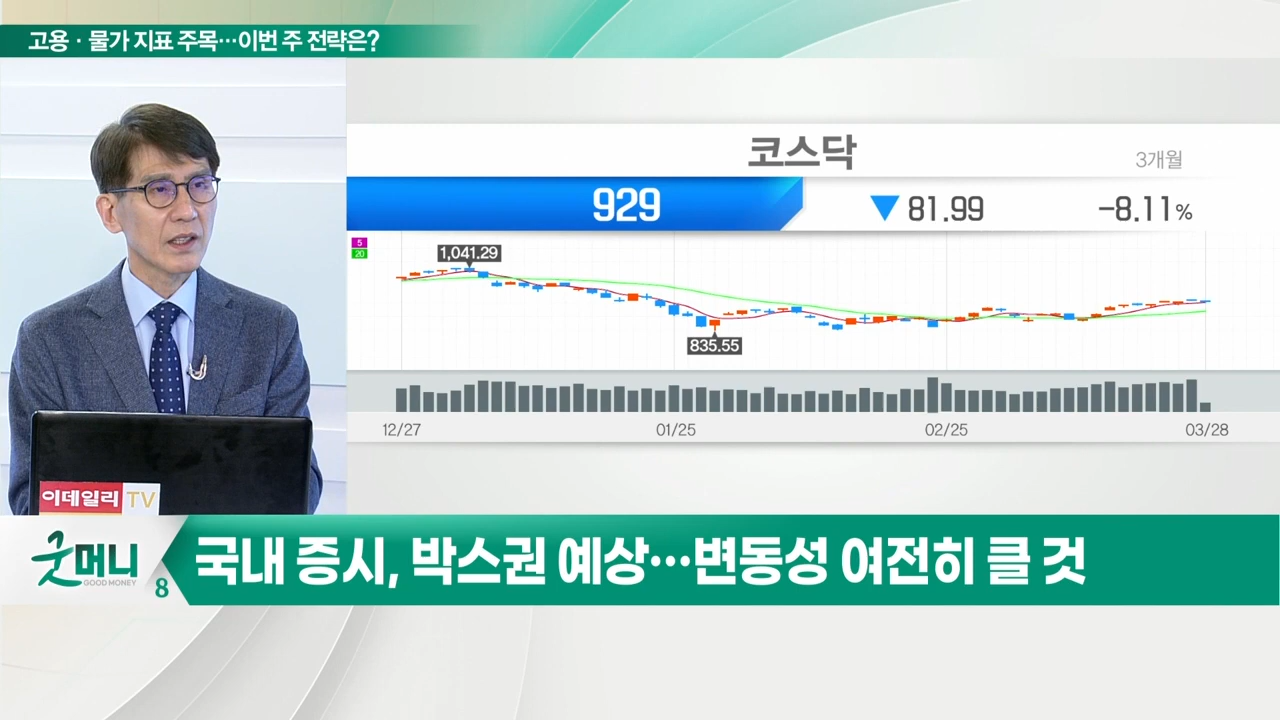 고용·물가 지표 주목…이번 주 전략은?
코스닥
3개월
929
▼ 81.99
-8.11%
5
20
1,041.29
835.55
12/27
01/25
02/25
03/28
이데일리 TV
굿머니
GOOD MONEY
8
국내 증시, 박스권 예상…변동성 여전히 클 것